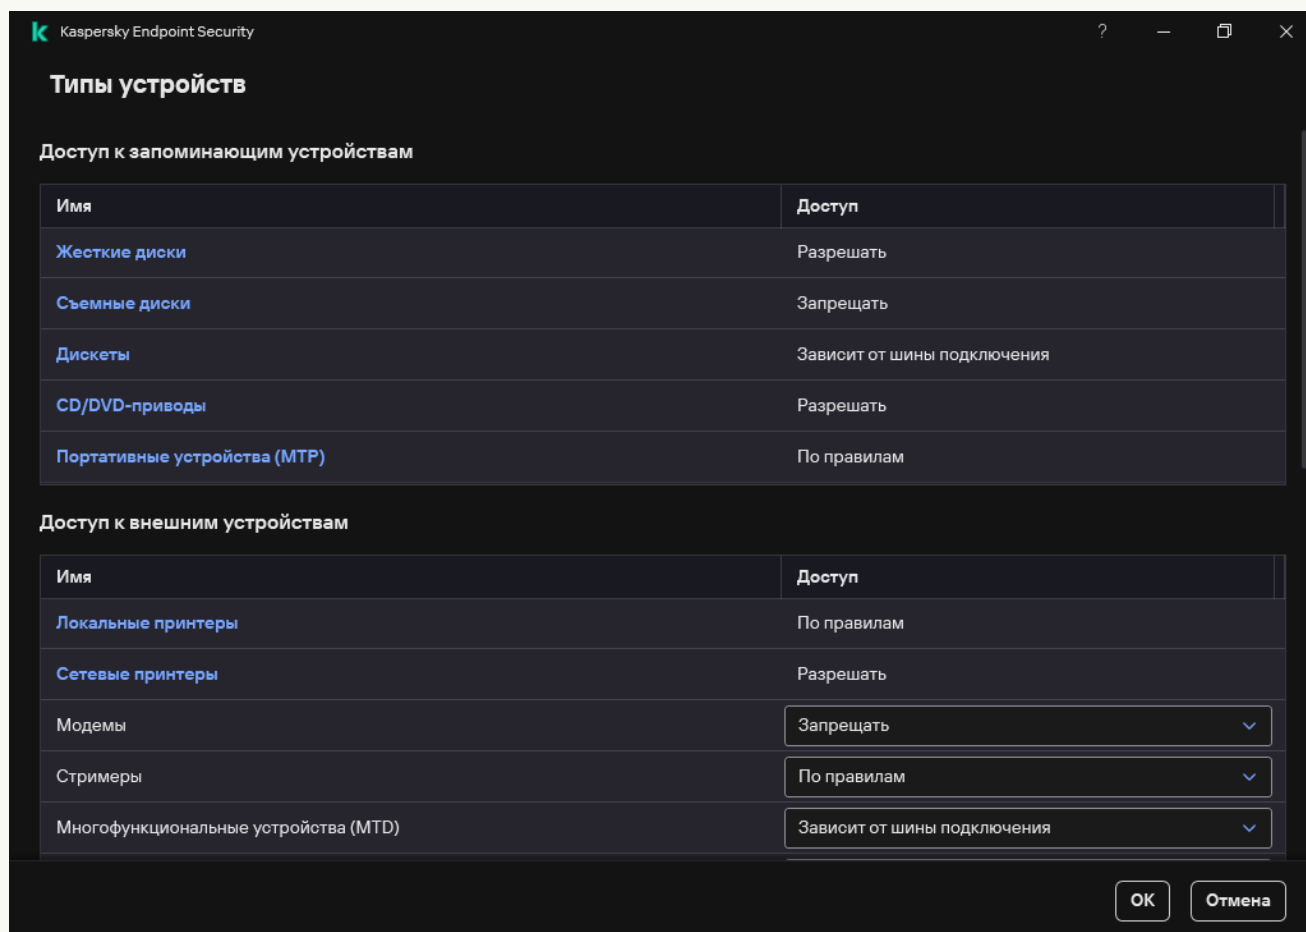 Kaspersky Endpoint Security
?
Типы устройств
Доступ к запоминающим устройствам
Имя Доступ
Жесткие диски Разрешать
Съемные диски Запрещать
Дискеты Зависит от шины подключения
CD/DVD-приводы Разрешать
Портативные устройства (MTP) По правилам
Доступ к внешним устройствам
Имя Доступ
Локальные принтеры По правилам
Сетевые принтеры Разрешать
Модемы Запрещать
Стримеры По правилам
Многофункциональные устройства (MTD) Зависит от шины подключения
ОК Отмена